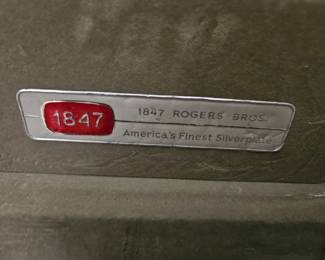 1847
1847 ROGERS BROS.
America's Finest Silverplate